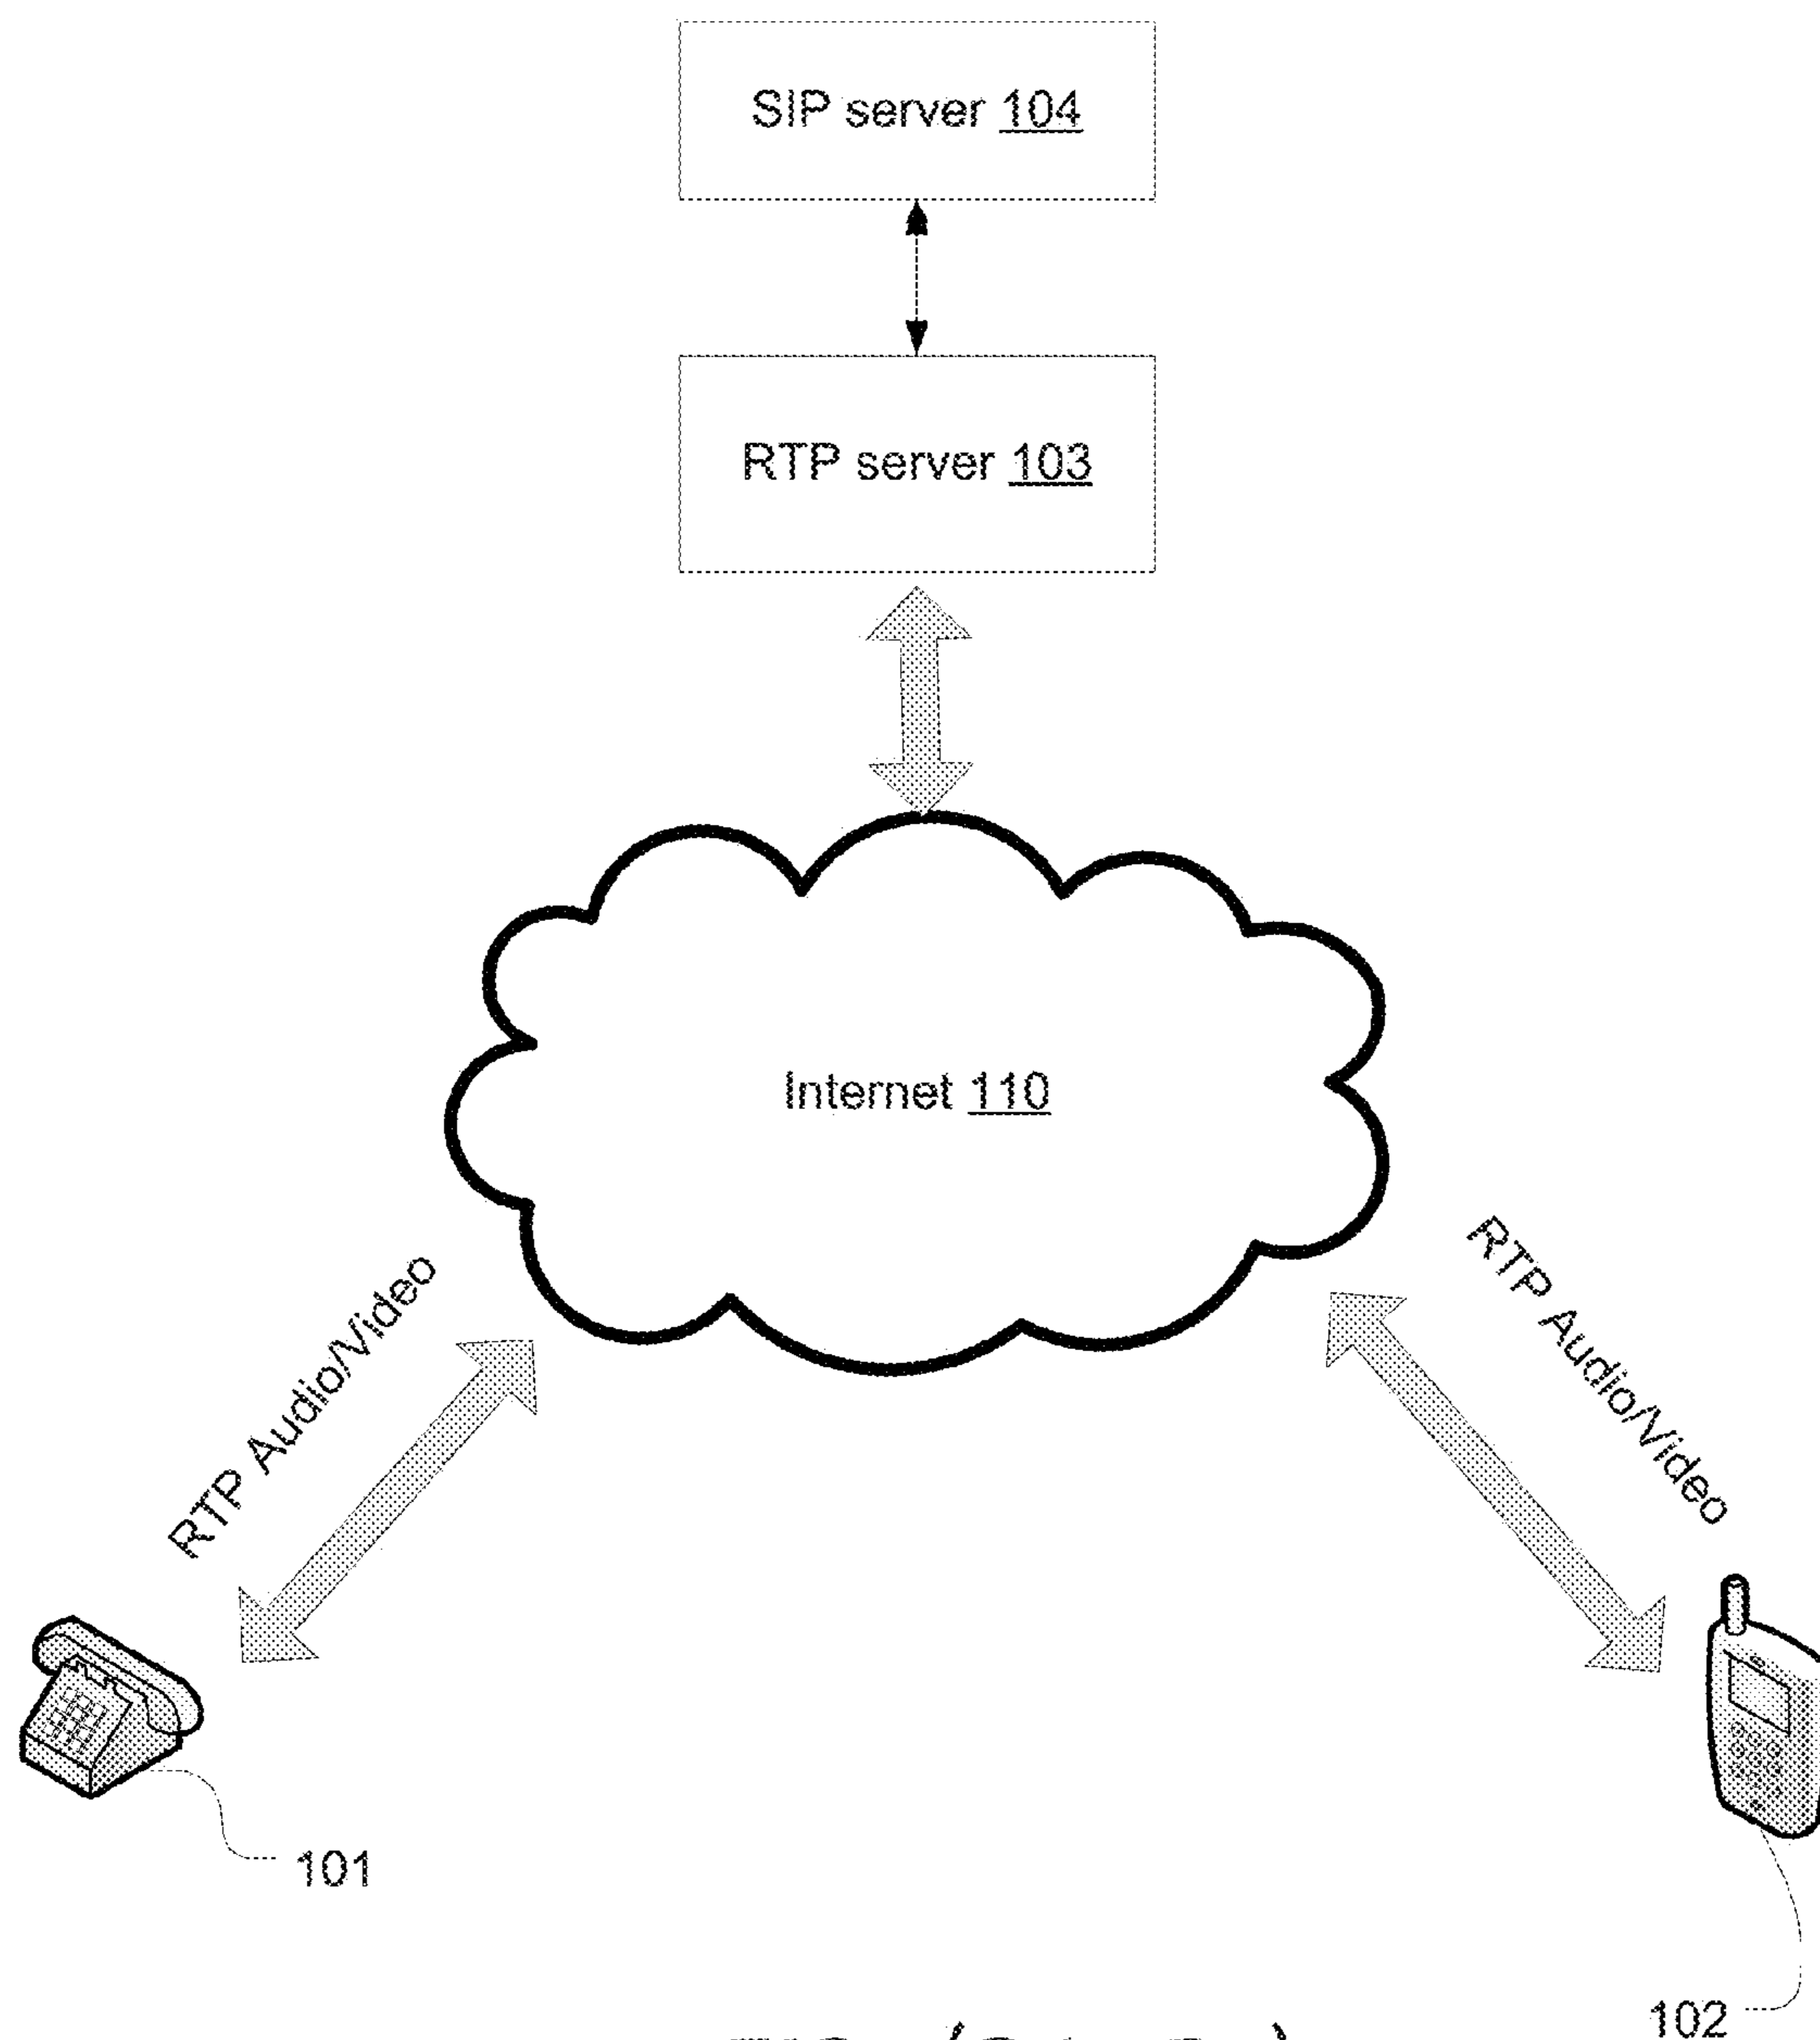 SIP server 104
RTP server 103
Internet 110
RTP Audio/Video
RTP Audio/Video
101
102